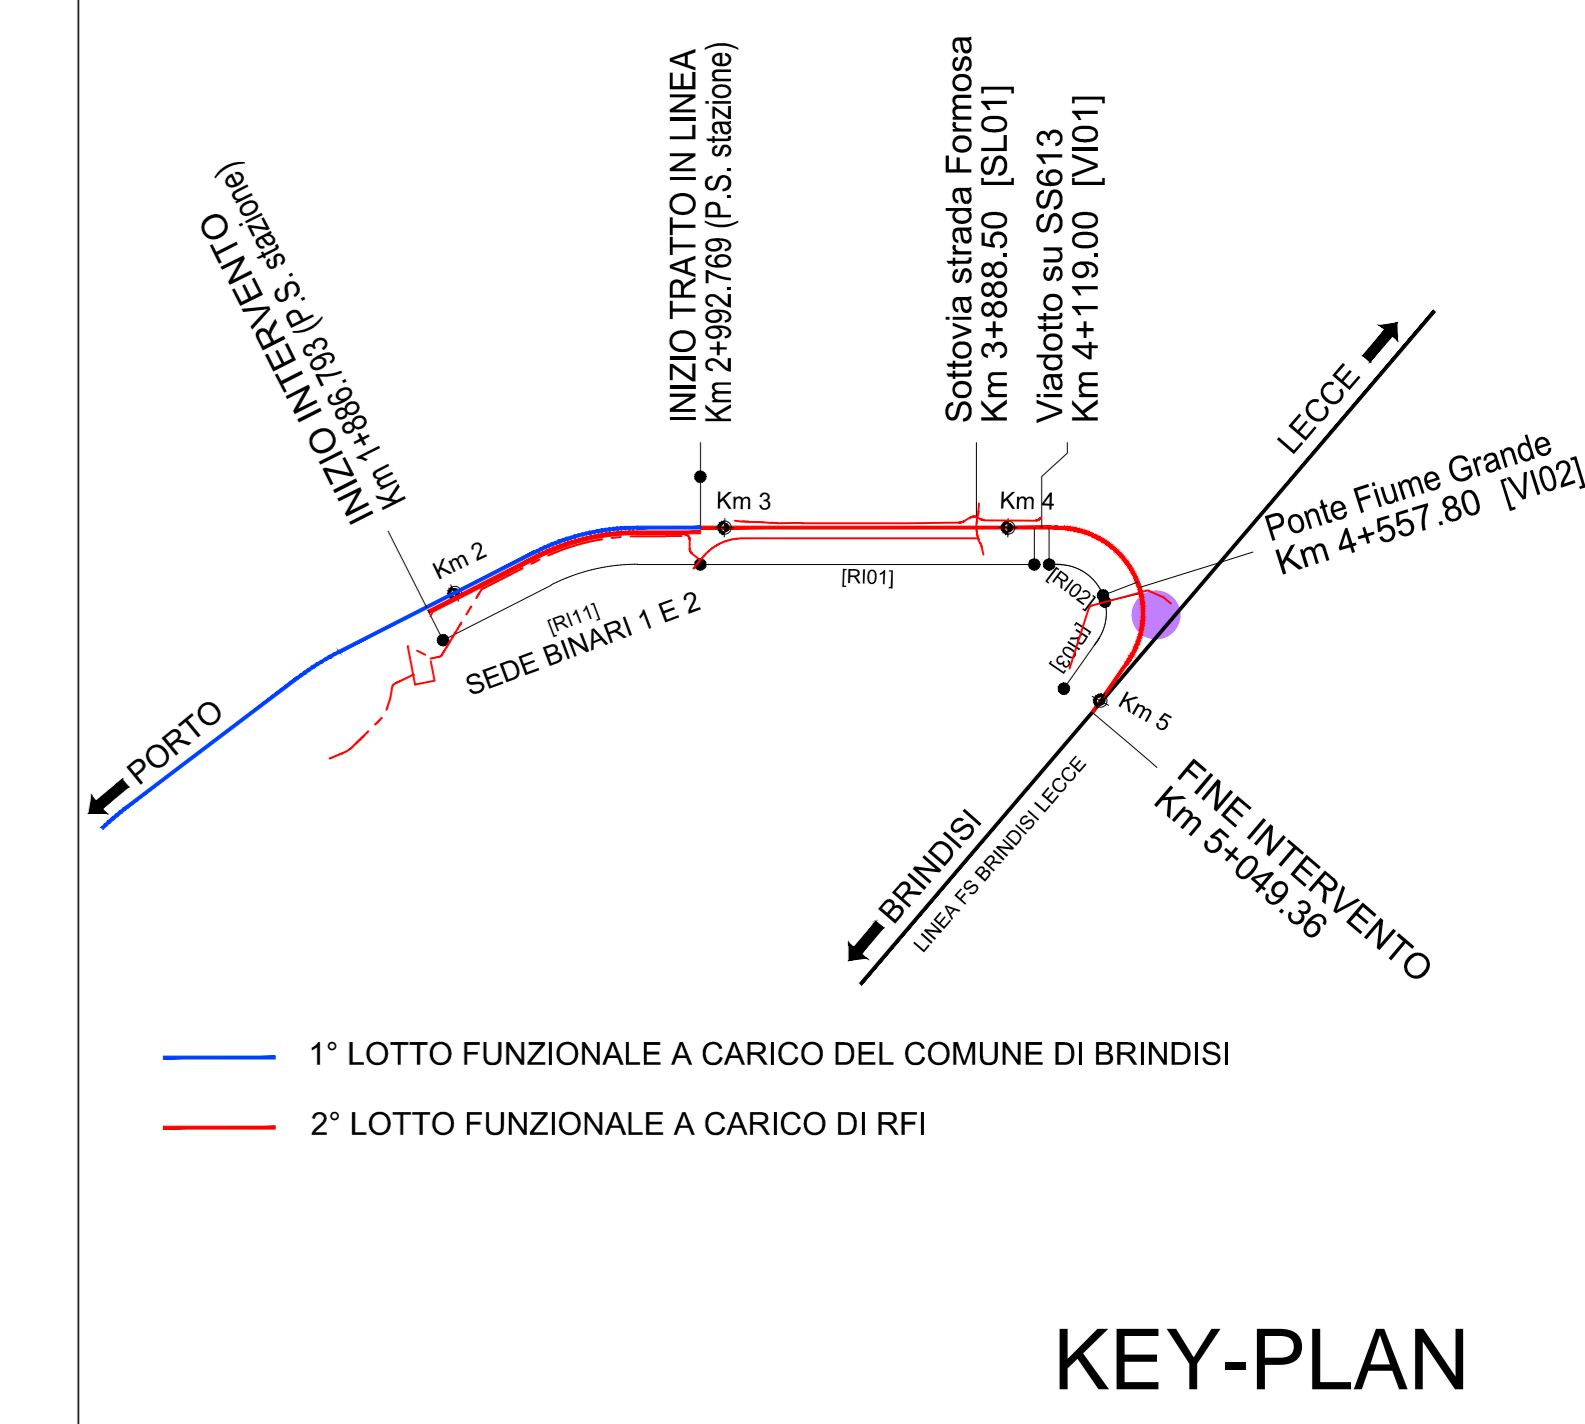 INIZIO INTERVENTO
Km 1+886.793 (P.S. stazione)
INIZIO TRATTO IN LINEA
Km 2+992.769 (P.S. stazione)
Sottovia strada Formosa
Km 3+888.50 [SL01]
Viadotto su SS613
Km 4+119.00 [VI01]
LECCE
Ponte Fiume Grande
Km 4+557.80 [VI02]
Km 2
Km 3
Km 4
[RI11]
SEDE BINARI 1 E 2
[RI01]
[RI02]
[RI03]
Km 5
PORTO
BRINDISI
LINEA FS BRINDISI LECCE
FINE INTERVENTO
Km 5+049.36
1° LOTTO FUNZIONALE A CARICO DEL COMUNE DI BRINDISI
2° LOTTO FUNZIONALE A CARICO DI RFI
KEY-PLAN